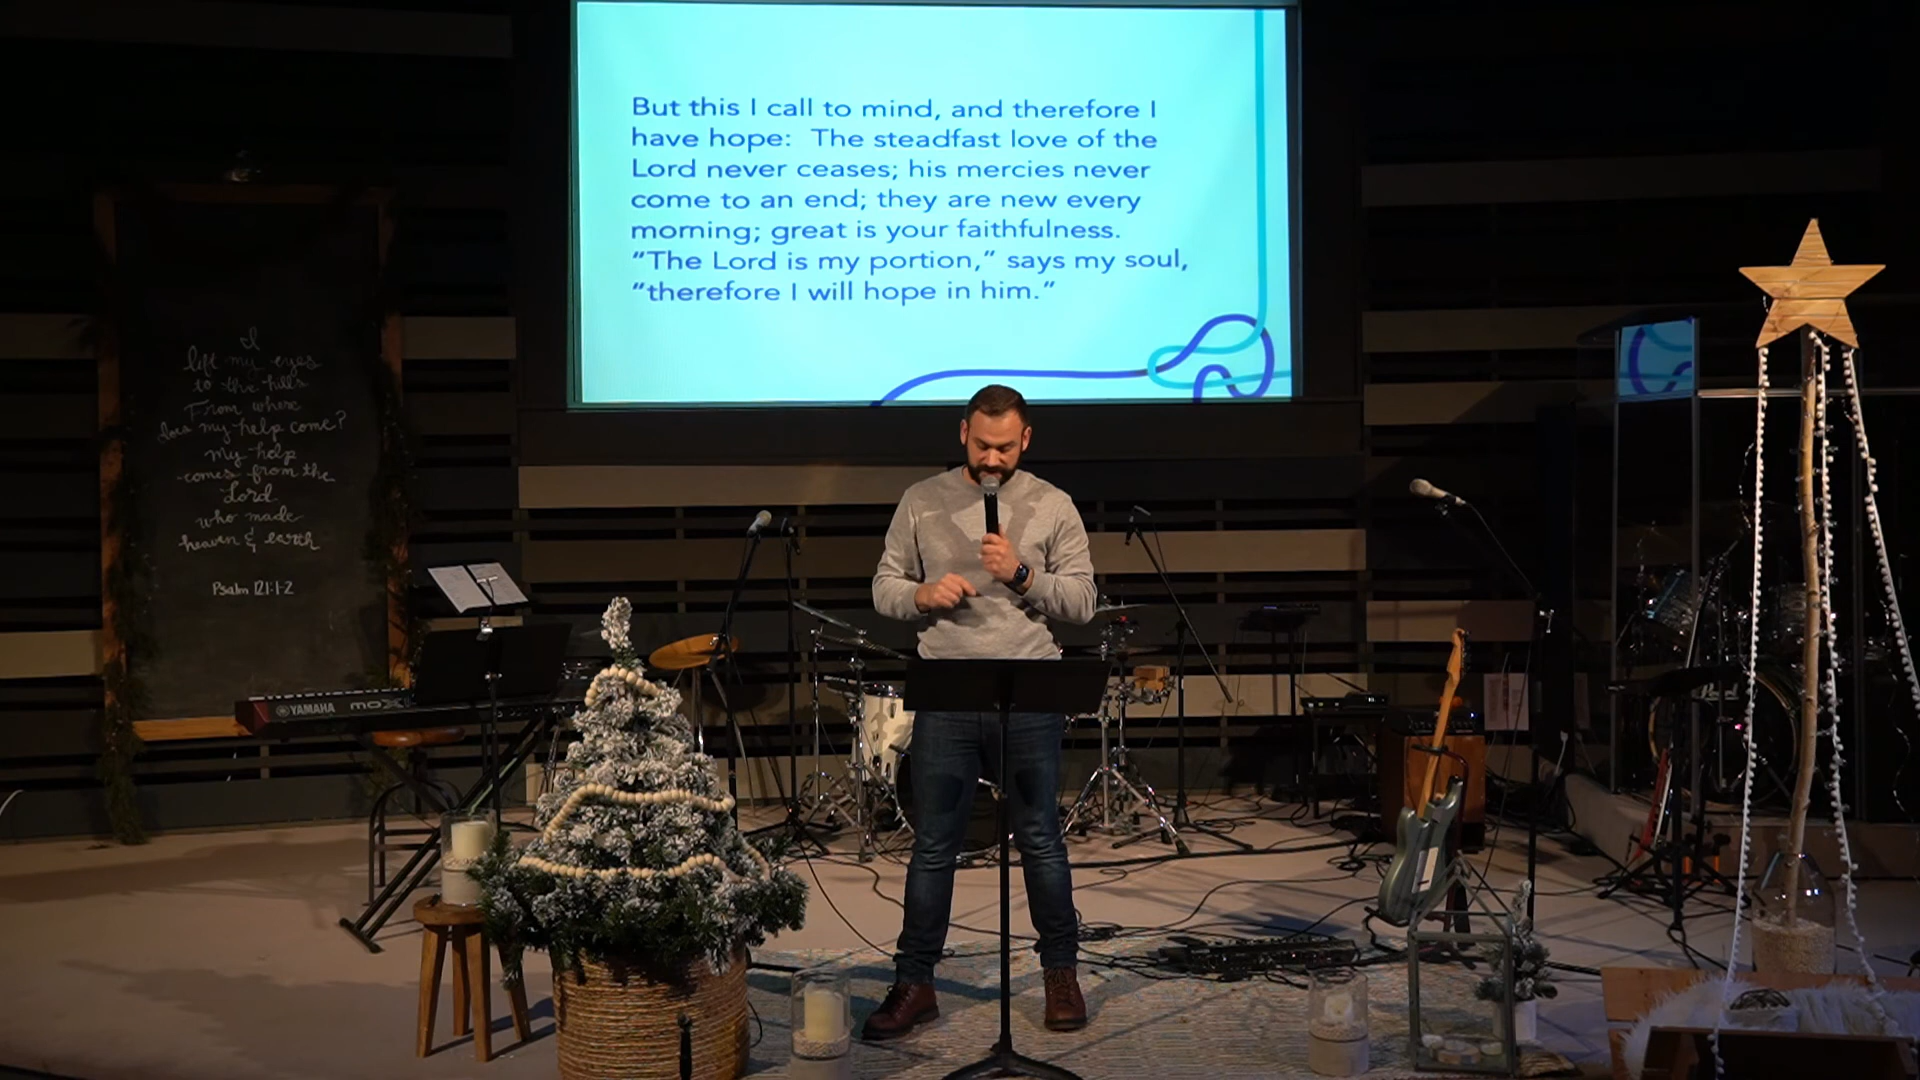 But this I call to mind, and therefore I
have hope: The steadfast love of the
Lord never ceases; his mercies never
come to an end; they are new every
morning; great is your faithfulness.
“The Lord is my portion,” says my soul,
“therefore I will hope in him.”
I
lift my eyes
to the hills
From where
does my help come?
my help
comes from the
Lord
who made
heaven & earth
Psalm 121:1-2
YAMAHA MOX